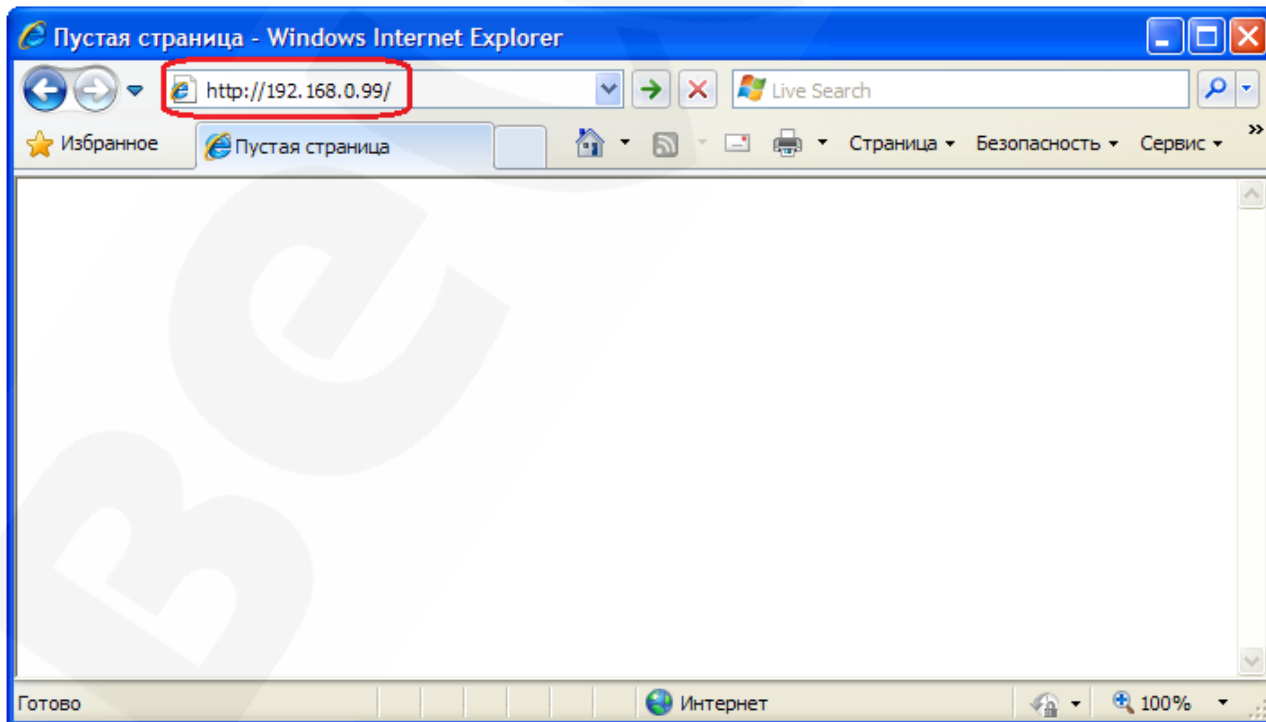 Пустая страница - Windows Internet Explorer
http://192.168.0.99/
Live Search
Избранное
Пустая страница
Страница
Безопасность
Сервис
»
Готово
Интернет
100%